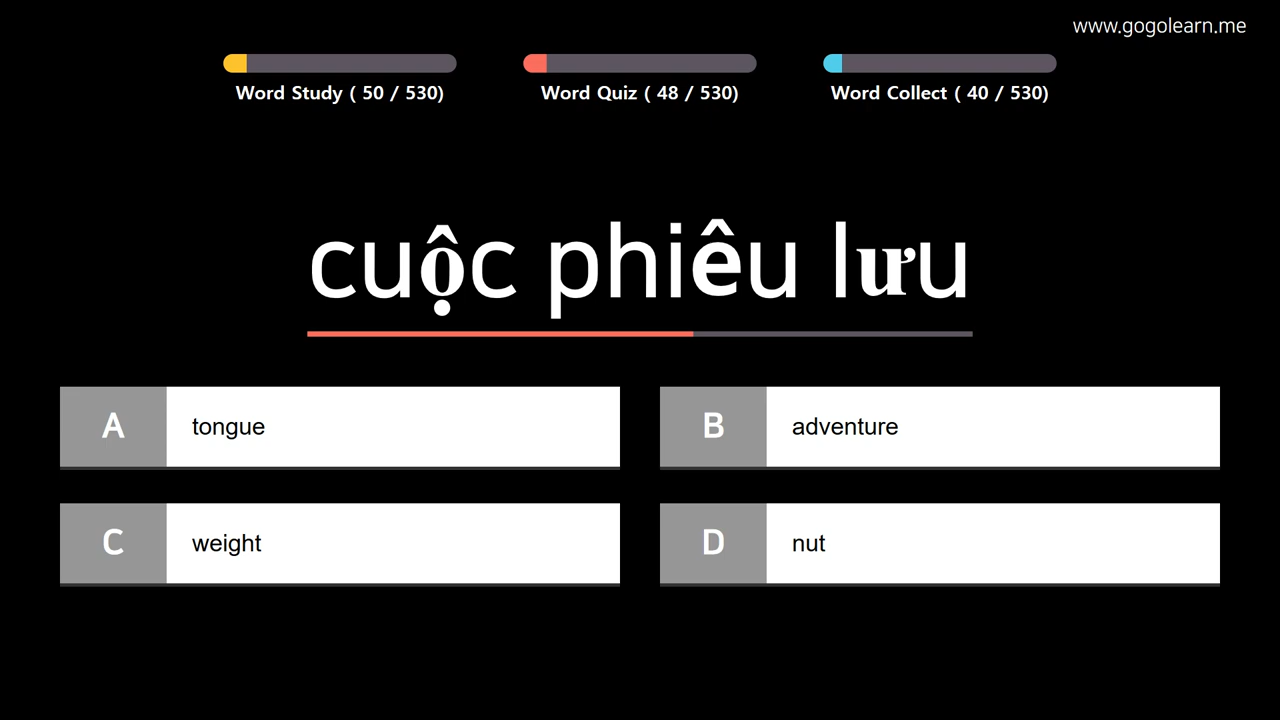 www.gogolearn.me
Word Study ( 50 / 530)
Word Quiz ( 48 / 530)
Word Collect ( 40 / 530)
cuộc phiêu lưu
A tongue
B adventure
C weight
D nut